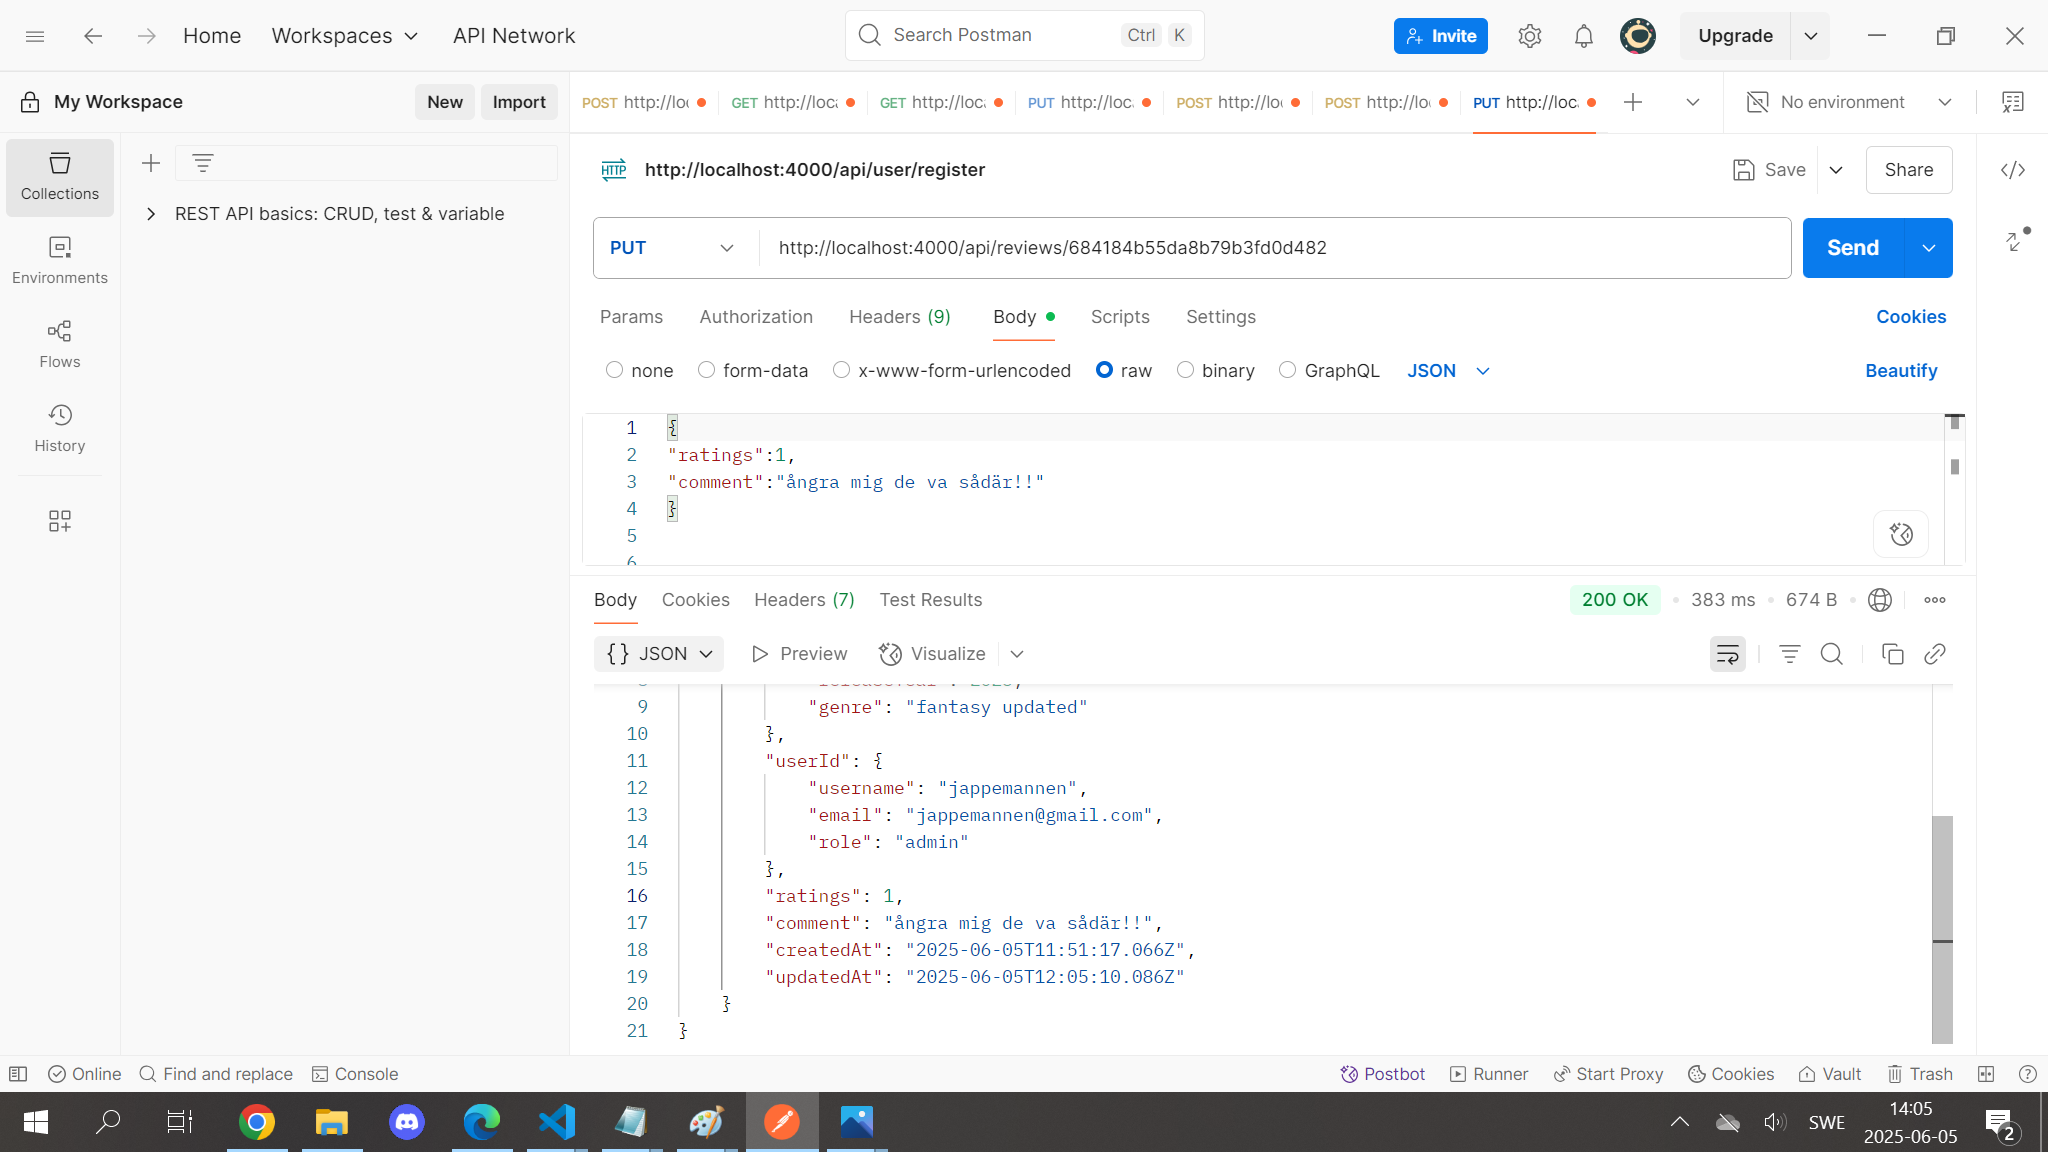 Home
Workspaces
API Network
Search Postman
Ctrl
K
Invite
Upgrade
My Workspace
New
Import
POST http://loc
GET http://loc
GET http://loc
PUT http://loc
POST http://loc
POST http://loc
PUT http://loc
No environment
Collections
Environments
Flows
History
REST API basics: CRUD, test & variable
HTTP
http://localhost:4000/api/user/register
Save
Share
PUT
http://localhost:4000/api/reviews/684184b55da8b79b3fd0d482
Send
Params
Authorization
Headers (9)
Body
Scripts
Settings
Cookies
none
form-data
x-www-form-urlencoded
raw
binary
GraphQL
JSON
Beautify
1 {
2 "ratings":1,
3 "comment":"ångra mig de va sådär!!"
4 }
5
6
Body
Cookies
Headers (7)
Test Results
200 OK
383 ms
674 B
{} JSON
Preview
Visualize
9 "genre": "fantasy updated"
10 },
11 "userId": {
12 "username": "jappemannen",
13 "email": "jappemannen@gmail.com",
14 "role": "admin"
15 },
16 "ratings": 1,
17 "comment": "ångra mig de va sådär!!",
18 "createdAt": "2025-06-05T11:51:17.066Z",
19 "updatedAt": "2025-06-05T12:05:10.086Z"
20 }
21 }
Online
Find and replace
Console
Postbot
Runner
Start Proxy
Cookies
Vault
Trash
SWE
14:05
2025-06-05
2